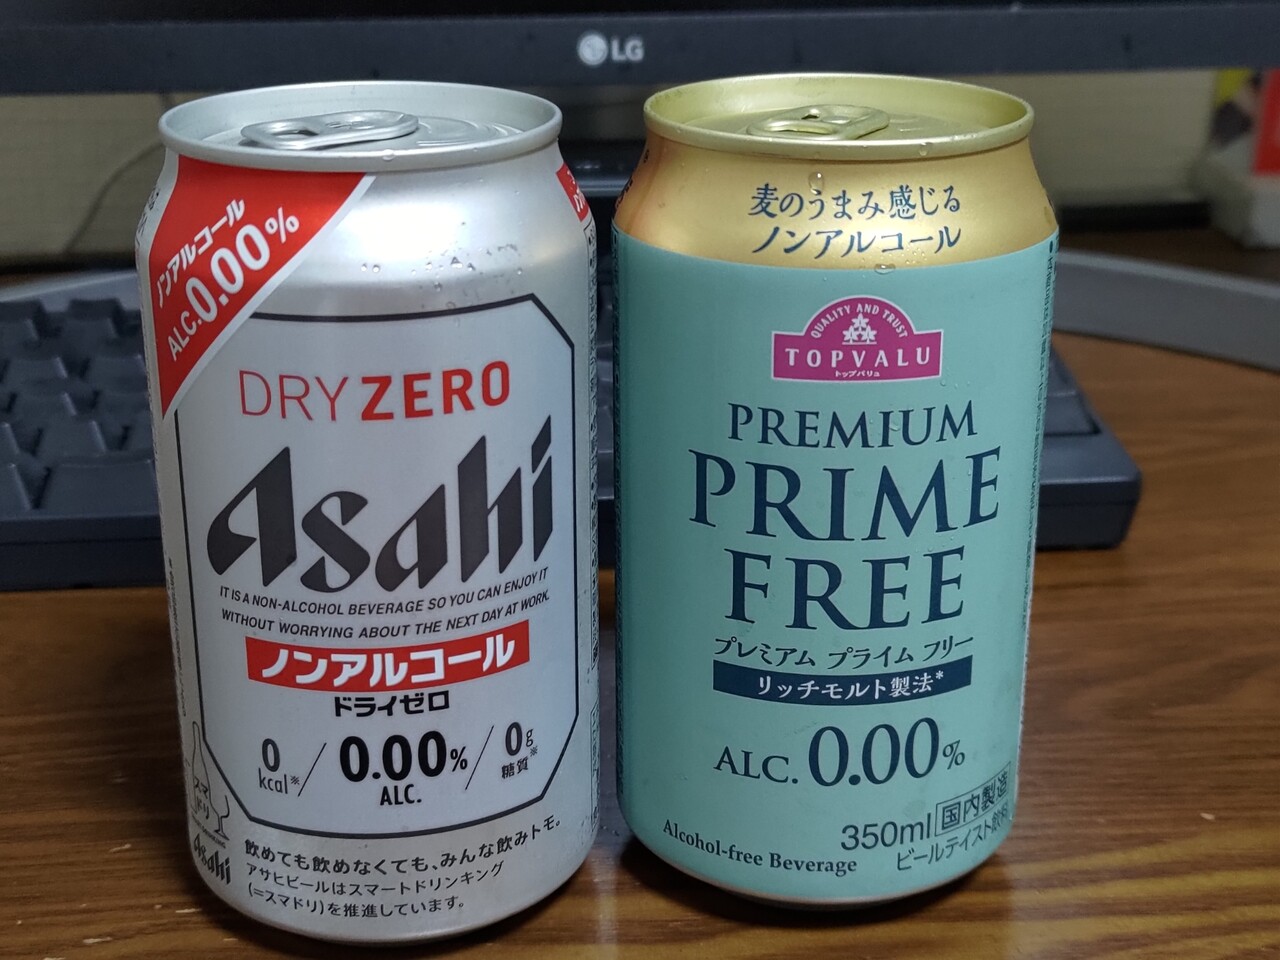 LG
ノンアルコール
ALC.0.00%
DRY ZERO
Asahi
IT IS A NON-ALCOHOL BEVERAGE SO YOU CAN ENJOY IT
WITHOUT WORRYING ABOUT THE NEXT DAY AT WORK.
ノンアルコール
ドライゼロ
0 kcal※ / 0.00% ALC. / 0g※ 糖質
スマドリ
Asahi
飲めても飲めなくても、みんな飲みトモ。
アサヒビールはスマートドリンキング
(=スマドリ)を推進しています。
麦のうまみ感じる
ノンアルコール
QUALITY AND TRUST
TOPVALU
トップバリュ
PREMIUM
PRIME
FREE
プレミアム プライム フリー
リッチモルト製法*
ALC. 0.00%
350ml 国内製造
Alcohol-free Beverage
ビールテイスト飲料